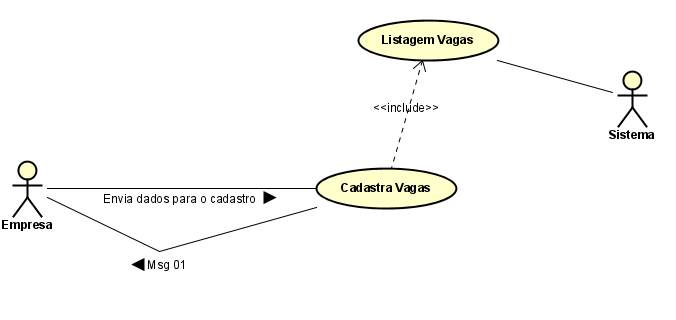 Listagem Vagas
Sistema
<<include>>
Cadastra Vagas
Empresa
Envia dados para o cadastro
Msg 01